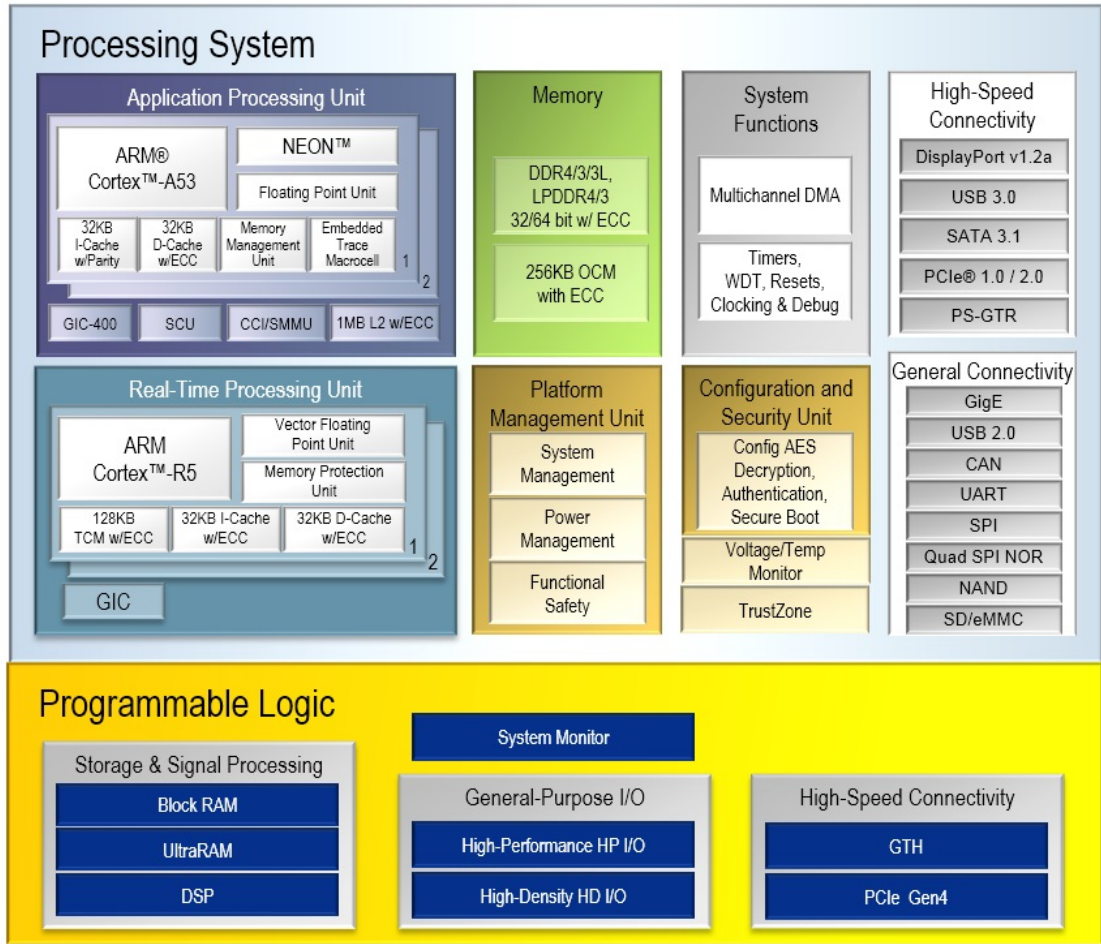 Processing System
Application Processing Unit
ARM®
Cortex™-A53
NEON™
Floating Point Unit
32KB
I-Cache
w/Parity
32KB
D-Cache
w/ECC
Memory
Management
Unit
Embedded
Trace
Macrocell
1
2
GIC-400
SCU
CCI/SMMU
1MB L2 w/ECC
Memory
DDR4/3/3L,
LPDDR4/3
32/64 bit w/ ECC
256KB OCM
with ECC
System
Functions
Multichannel DMA
Timers,
WDT, Resets,
Clocking & Debug
High-Speed
Connectivity
DisplayPort v1.2a
USB 3.0
SATA 3.1
PCIe® 1.0 / 2.0
PS-GTR
Real-Time Processing Unit
ARM
Cortex™-R5
Vector Floating
Point Unit
Memory Protection
Unit
128KB
TCM w/ECC
32KB I-Cache
w/ECC
32KB D-Cache
w/ECC
1
2
GIC
Platform
Management Unit
System
Management
Power
Management
Functional
Safety
Configuration and
Security Unit
Config AES
Decryption,
Authentication,
Secure Boot
Voltage/Temp
Monitor
TrustZone
General Connectivity
GigE
USB 2.0
CAN
UART
SPI
Quad SPI NOR
NAND
SD/eMMC
Programmable Logic
Storage & Signal Processing
Block RAM
UltraRAM
DSP
System Monitor
General-Purpose I/O
High-Performance HP I/O
High-Density HD I/O
High-Speed Connectivity
GTH
PCIe Gen4